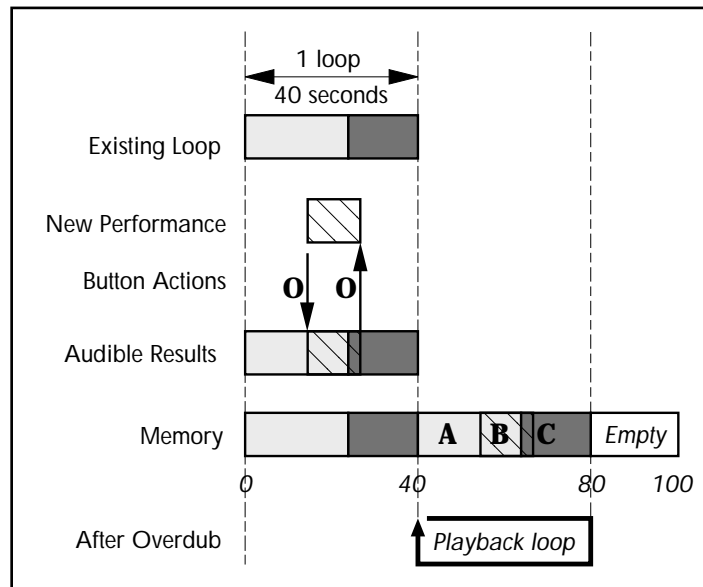 1 loop
40 seconds
Existing Loop
New Performance
Button Actions
O O
Audible Results
Memory
A B C Empty
0 40 80 100
After Overdub
Playback loop